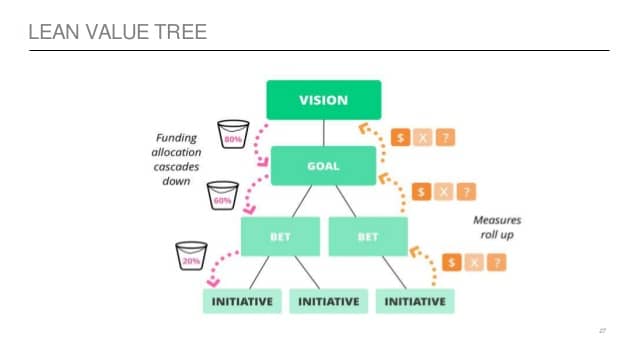 LEAN VALUE TREE
VISION
80%
Funding
allocation
cascades
down
$ X ?
GOAL
60%
$ X ?
Measures
roll up
BET BET
20%
$ X ?
INITIATIVE INITIATIVE INITIATIVE
27